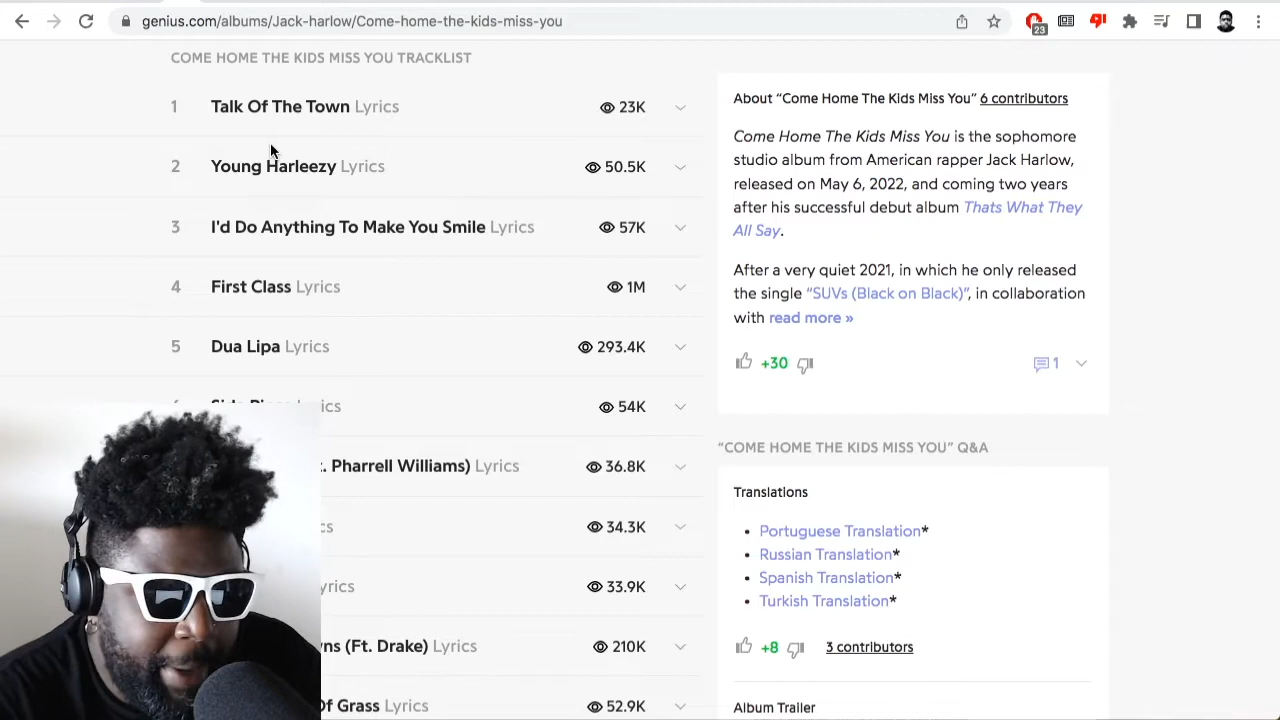 genius.com/albums/Jack-harlow/Come-home-the-kids-miss-you
23
COME HOME THE KIDS MISS YOU TRACKLIST
1 Talk Of The Town Lyrics 23K
2 Young Harleezy Lyrics 50.5K
3 I'd Do Anything To Make You Smile Lyrics 57K
4 First Class Lyrics 1M
5 Dua Lipa Lyrics 293.4K
54K
Pharrell Williams) Lyrics 36.8K
34.3K
33.9K
(Ft. Drake) Lyrics 210K
Of Grass Lyrics 52.9K
About “Come Home The Kids Miss You” 6 contributors
Come Home The Kids Miss You is the sophomore
studio album from American rapper Jack Harlow,
released on May 6, 2022, and coming two years
after his successful debut album Thats What They
All Say.
After a very quiet 2021, in which he only released
the single “SUVs (Black on Black)”, in collaboration
with read more »
+30 1
“COME HOME THE KIDS MISS YOU” Q&A
Translations
• Portuguese Translation*
• Russian Translation*
• Spanish Translation*
• Turkish Translation*
+8 3 contributors
Album Trailer